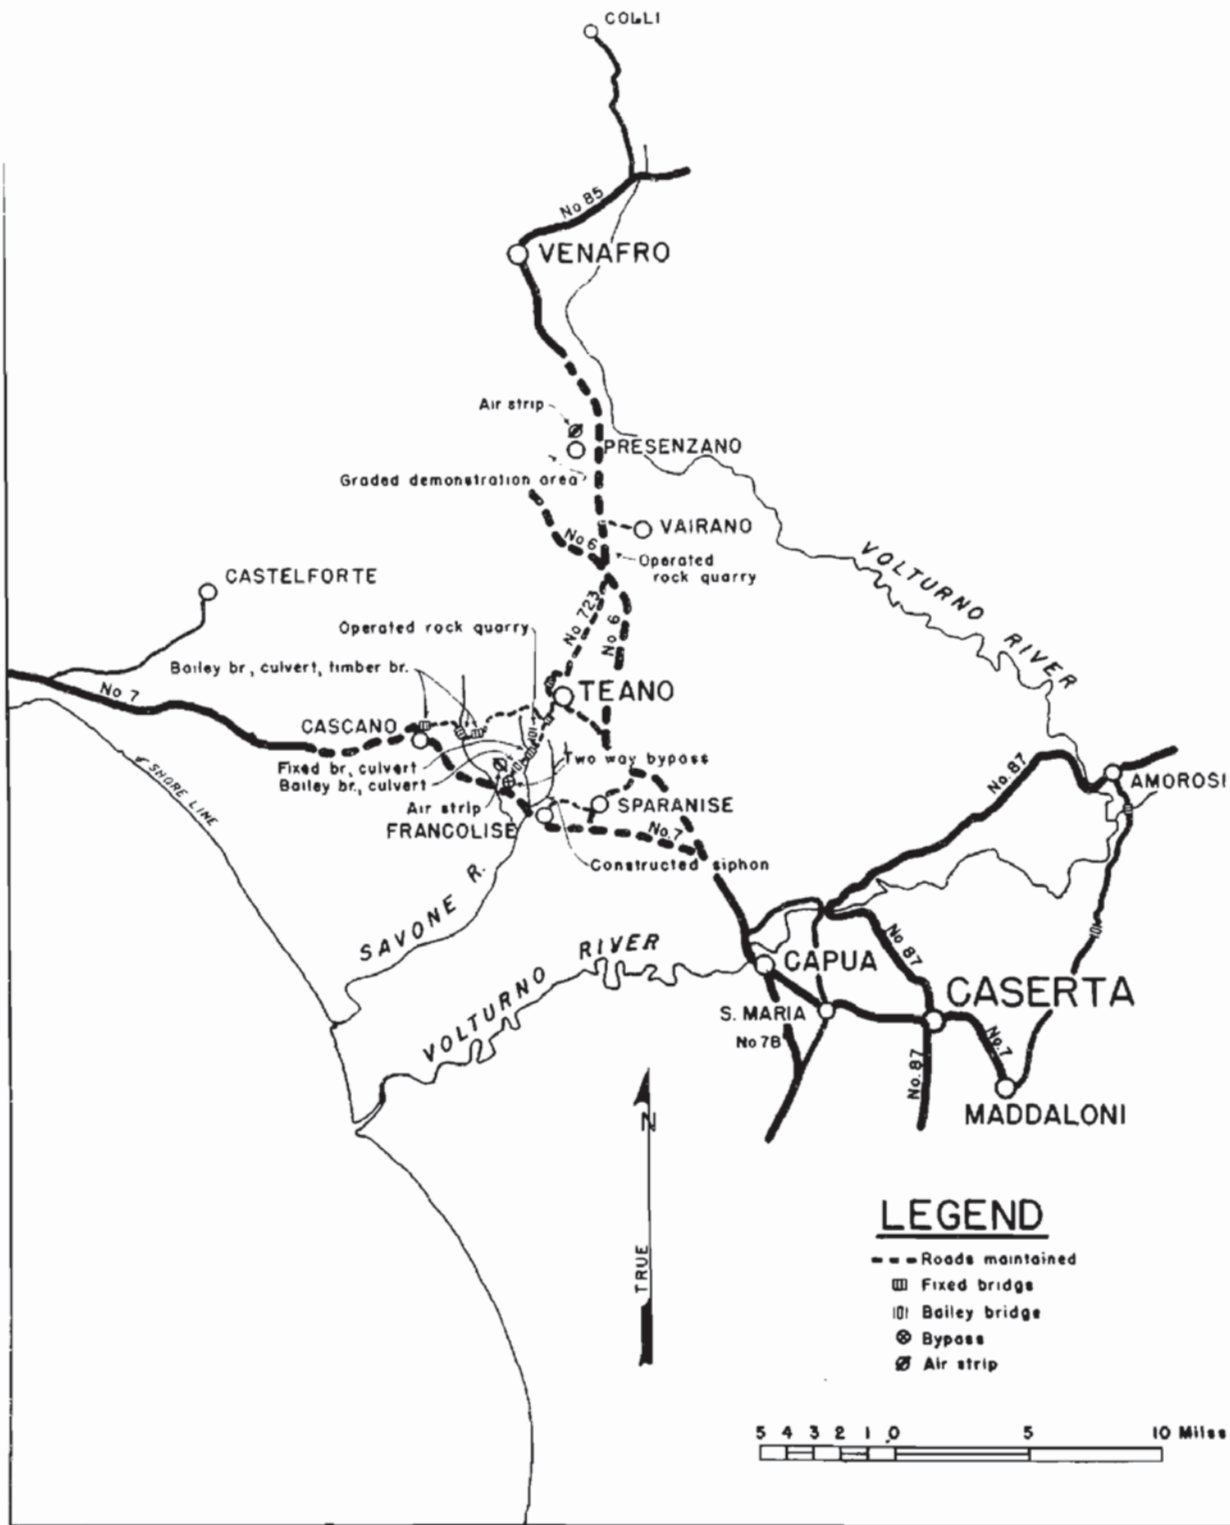 COLLI
No 85
VENAFRO
Air strip
PRESENZANO
Graded demonstration area
VAIRANO
No 6
Operated
rock quarry
VOLTURNO RIVER
CASTELFORTE
No 723
No 6
Operated rock quarry
Bailey br., culvert, timber br.
TEANO
No 7
CASCANO
Fixed br., culvert
Two way bypass
Bailey br., culvert
SHORE LINE
No. 87
AMOROSI
Air strip
SPARANISE
FRANCOLISE
No. 7
Constructed siphon
SAVONE R.
VOLTURNO RIVER
No 87
CAPUA
CASERTA
S. MARIA
No 7B
No. 7
No. 87
MADDALONI
N
TRUE
LEGEND
Roads maintained
Fixed bridge
Bailey bridge
Bypass
Air strip
5 4 3 2 1 0 5 10 Miles